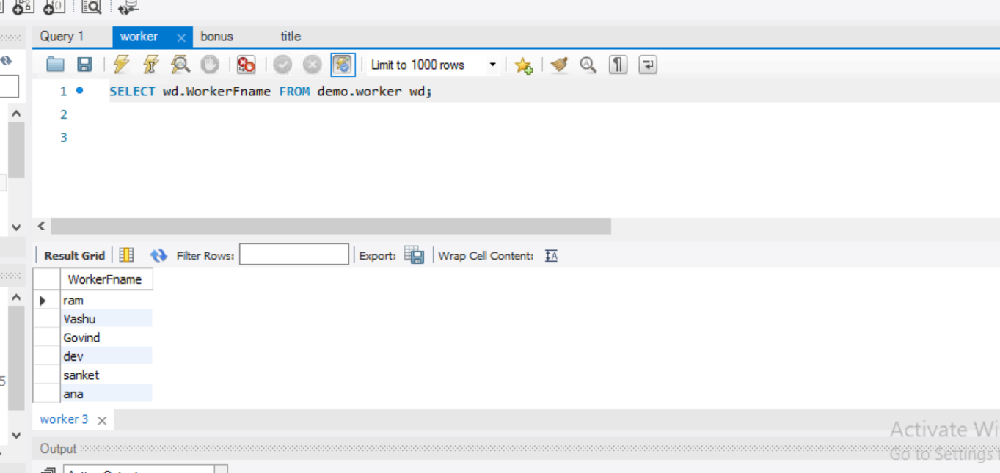 Query 1 worker bonus title
Limit to 1000 rows
1 SELECT wd.WorkerFname FROM demo.worker wd;
2
3
Result Grid Filter Rows: Export: Wrap Cell Content:
WorkerFname
ram
Vashu
Govind
dev
sanket
5
ana
worker 3
Activate Wi
Output
Go to Settings t